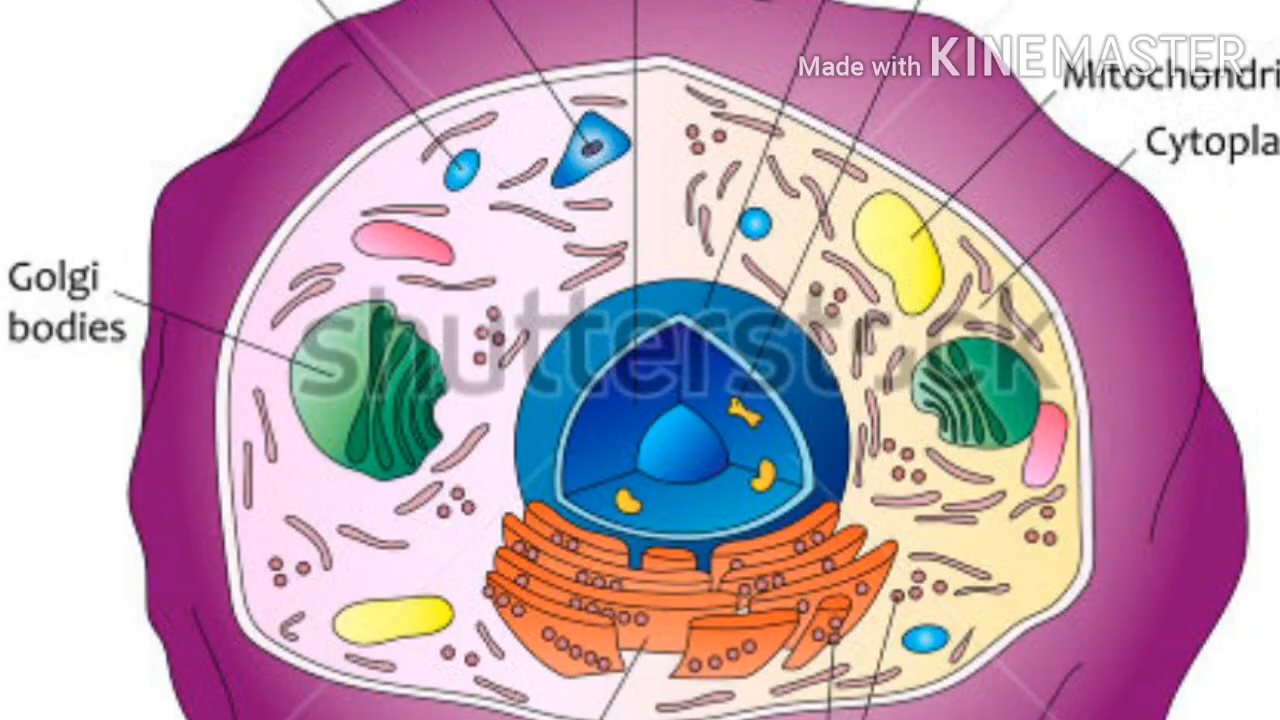 Made with KINEMASTER
Mitochondri
Cytopla
Golgi
bodies
shutterstock